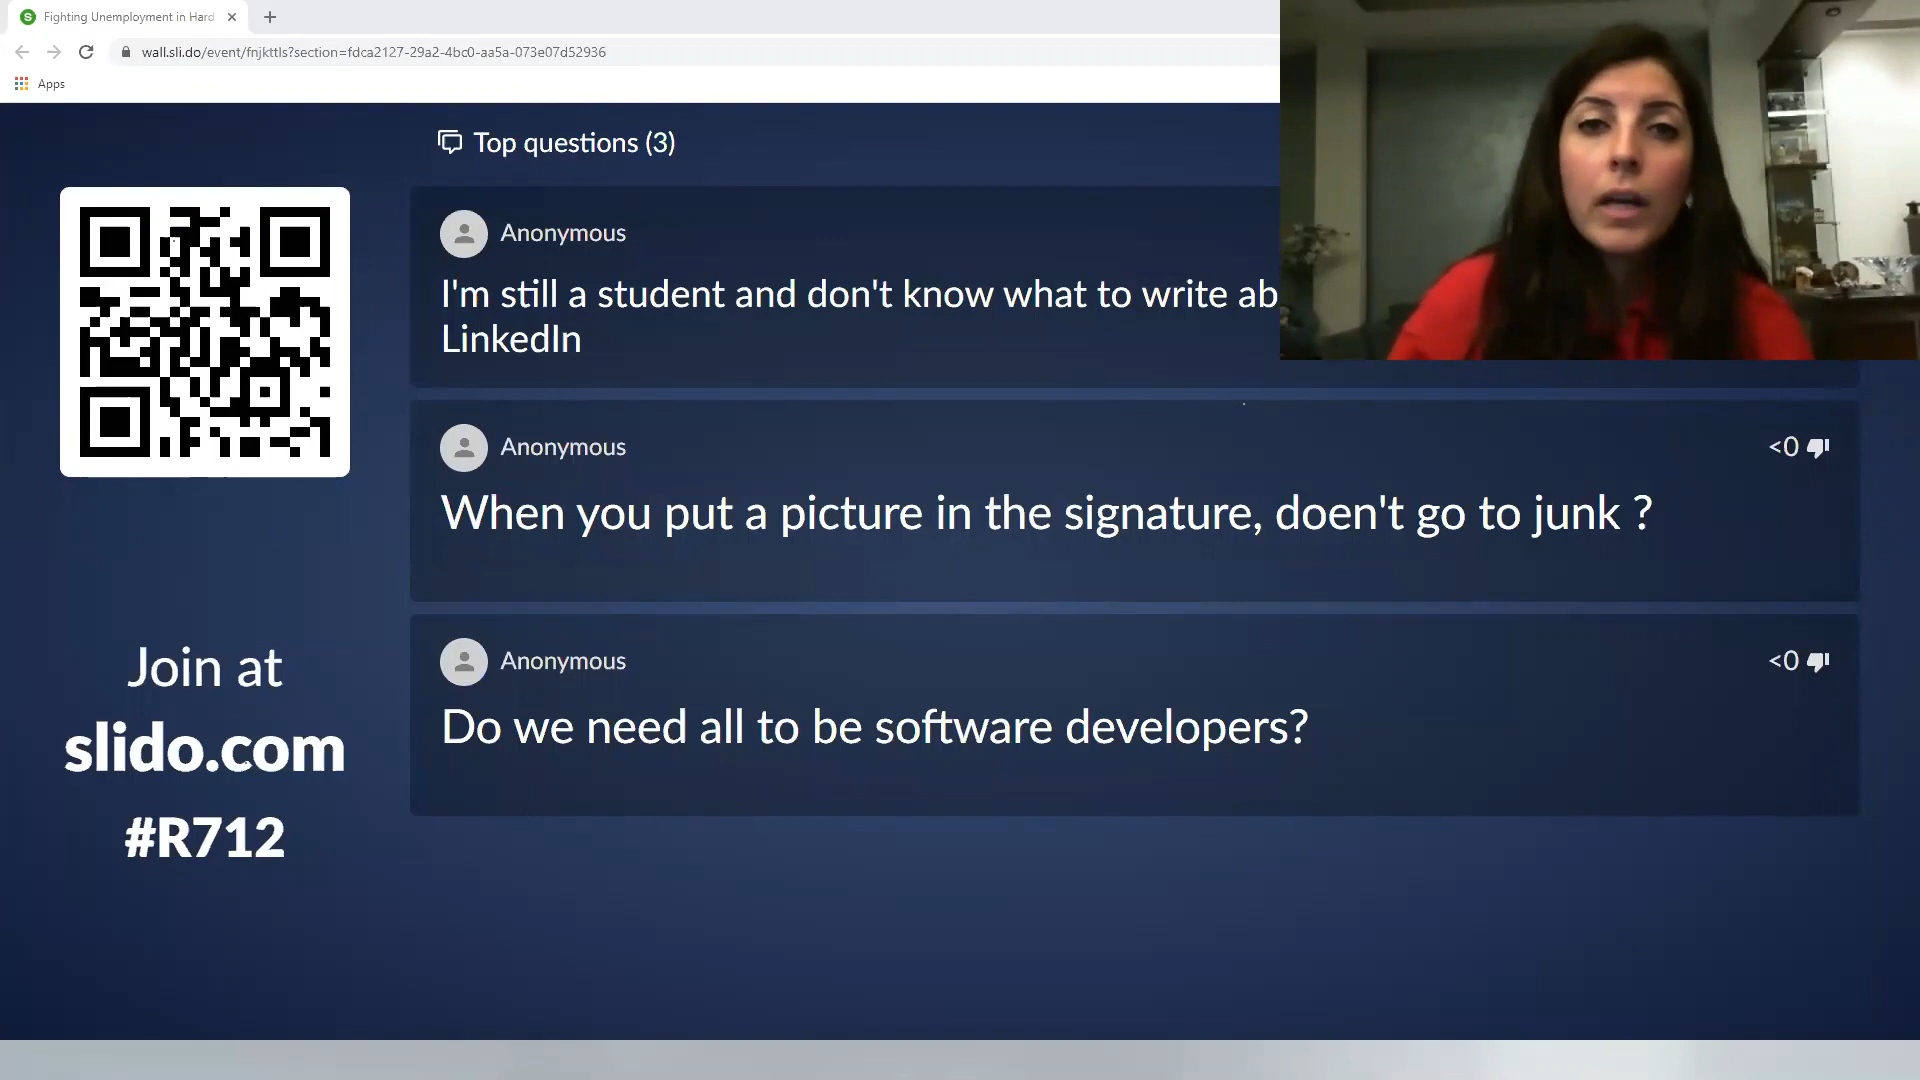 Fighting Unemployment in Hard
wall.sli.do/event/fnjkttls?section=fdca2127-29a2-4bc0-aa5a-073e07d52936
Apps
Top questions (3)
Anonymous
I'm still a student and don't know what to write ab
LinkedIn
Anonymous
<0
When you put a picture in the signature, doen't go to junk ?
Anonymous
<0
Do we need all to be software developers?
Join at
slido.com
#R712